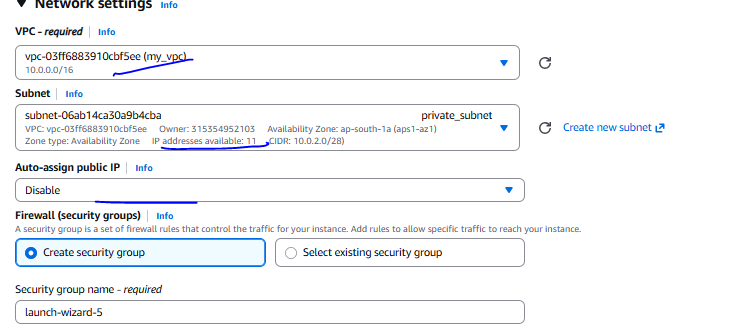 Network settings Info
VPC - required Info
vpc-03ff6883910cbf5ee (my_vpc)
10.0.0.0/16
Subnet Info
subnet-06ab14ca30a9b4cba private_subnet
VPC: vpc-03ff6883910cbf5ee Owner: 315354952103 Availability Zone: ap-south-1a (aps1-az1)
Zone type: Availability Zone IP addresses available: 11 CIDR: 10.0.2.0/28)
Create new subnet
Auto-assign public IP Info
Disable
Firewall (security groups) Info
A security group is a set of firewall rules that control the traffic for your instance. Add rules to allow specific traffic to reach your instance.
Create security group Select existing security group
Security group name - required
launch-wizard-5